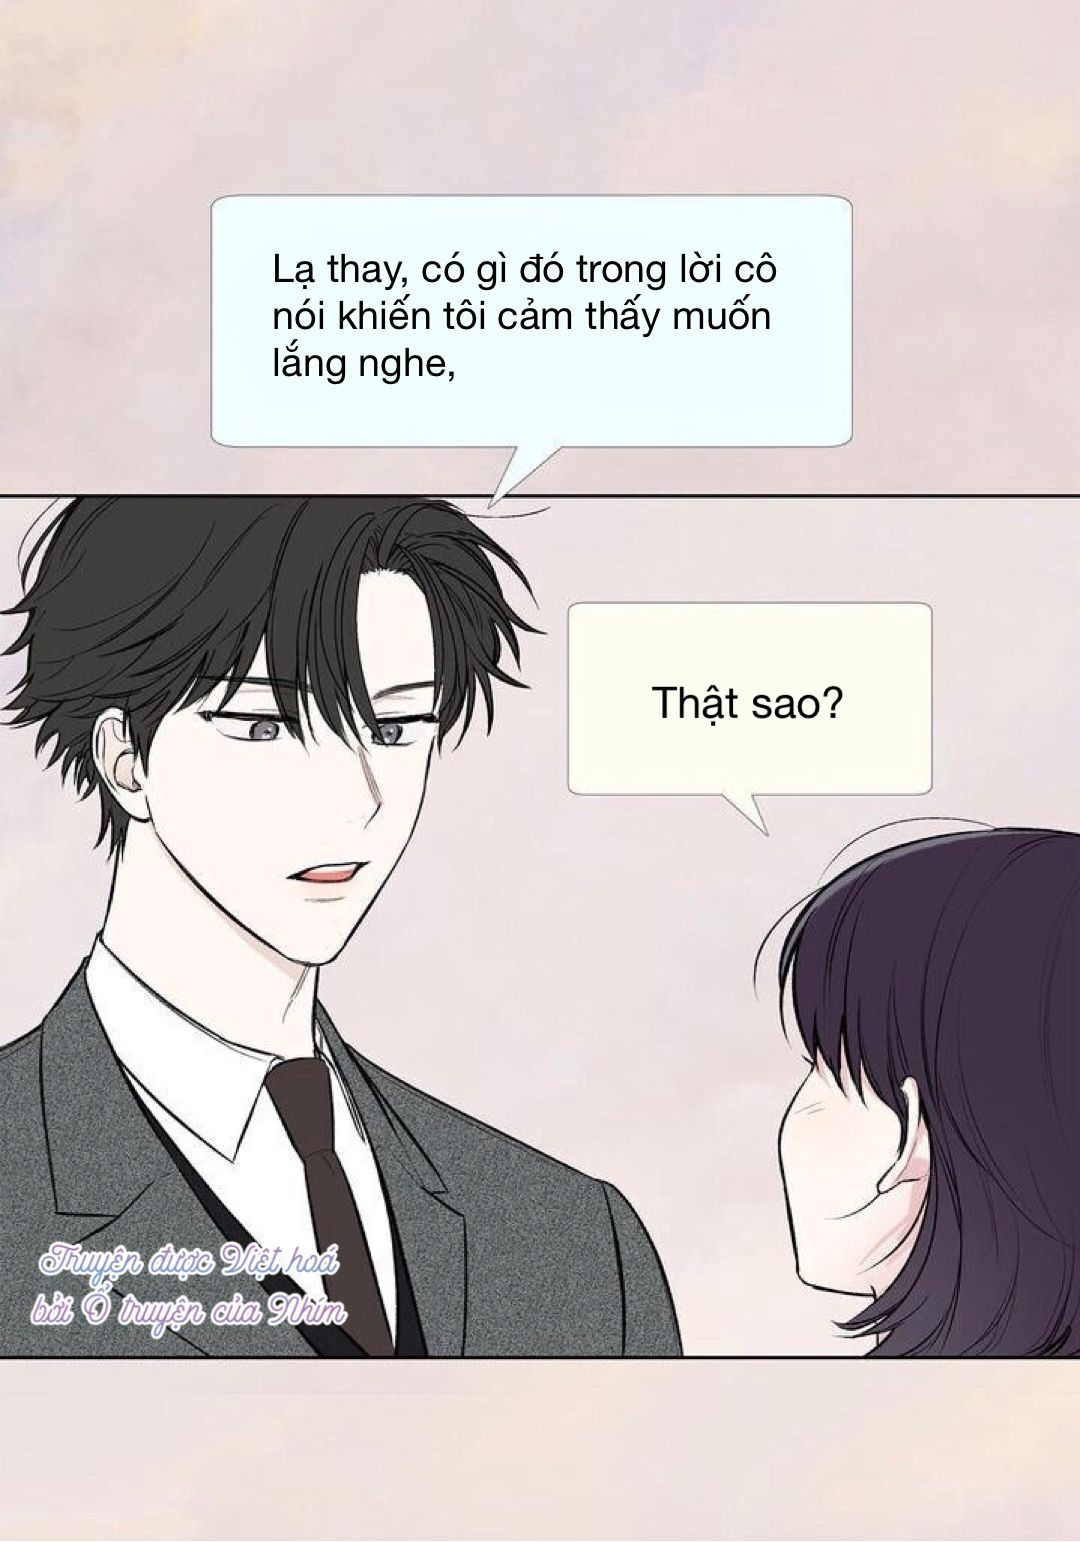 Lạ thay, có gì đó trong lời cô
nói khiến tôi cảm thấy muốn
lắng nghe,
Thật sao?
Truyện được Việt hoá
bởi Ổ truyện của Nhím